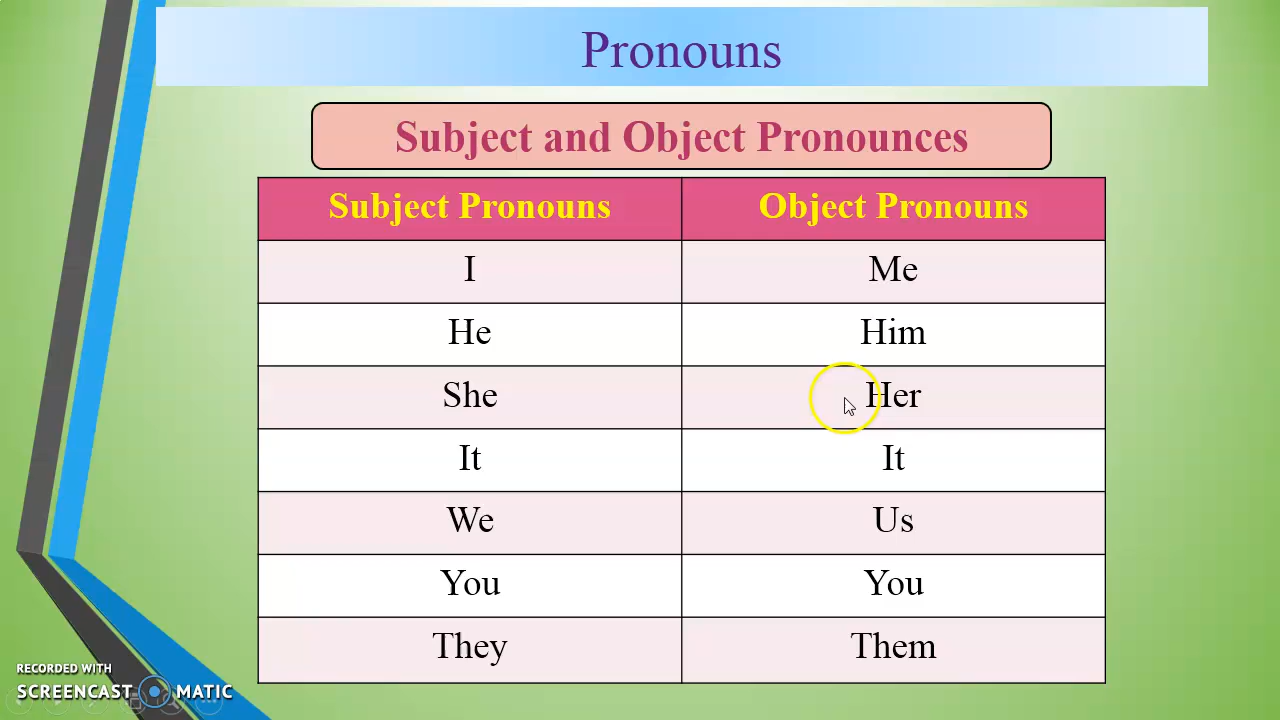 Pronouns
Subject and Object Pronounces
Subject Pronouns Object Pronouns
I Me
He Him
She Her
It It
We Us
You You
They Them
RECORDED WITH
SCREENCAST MATIC